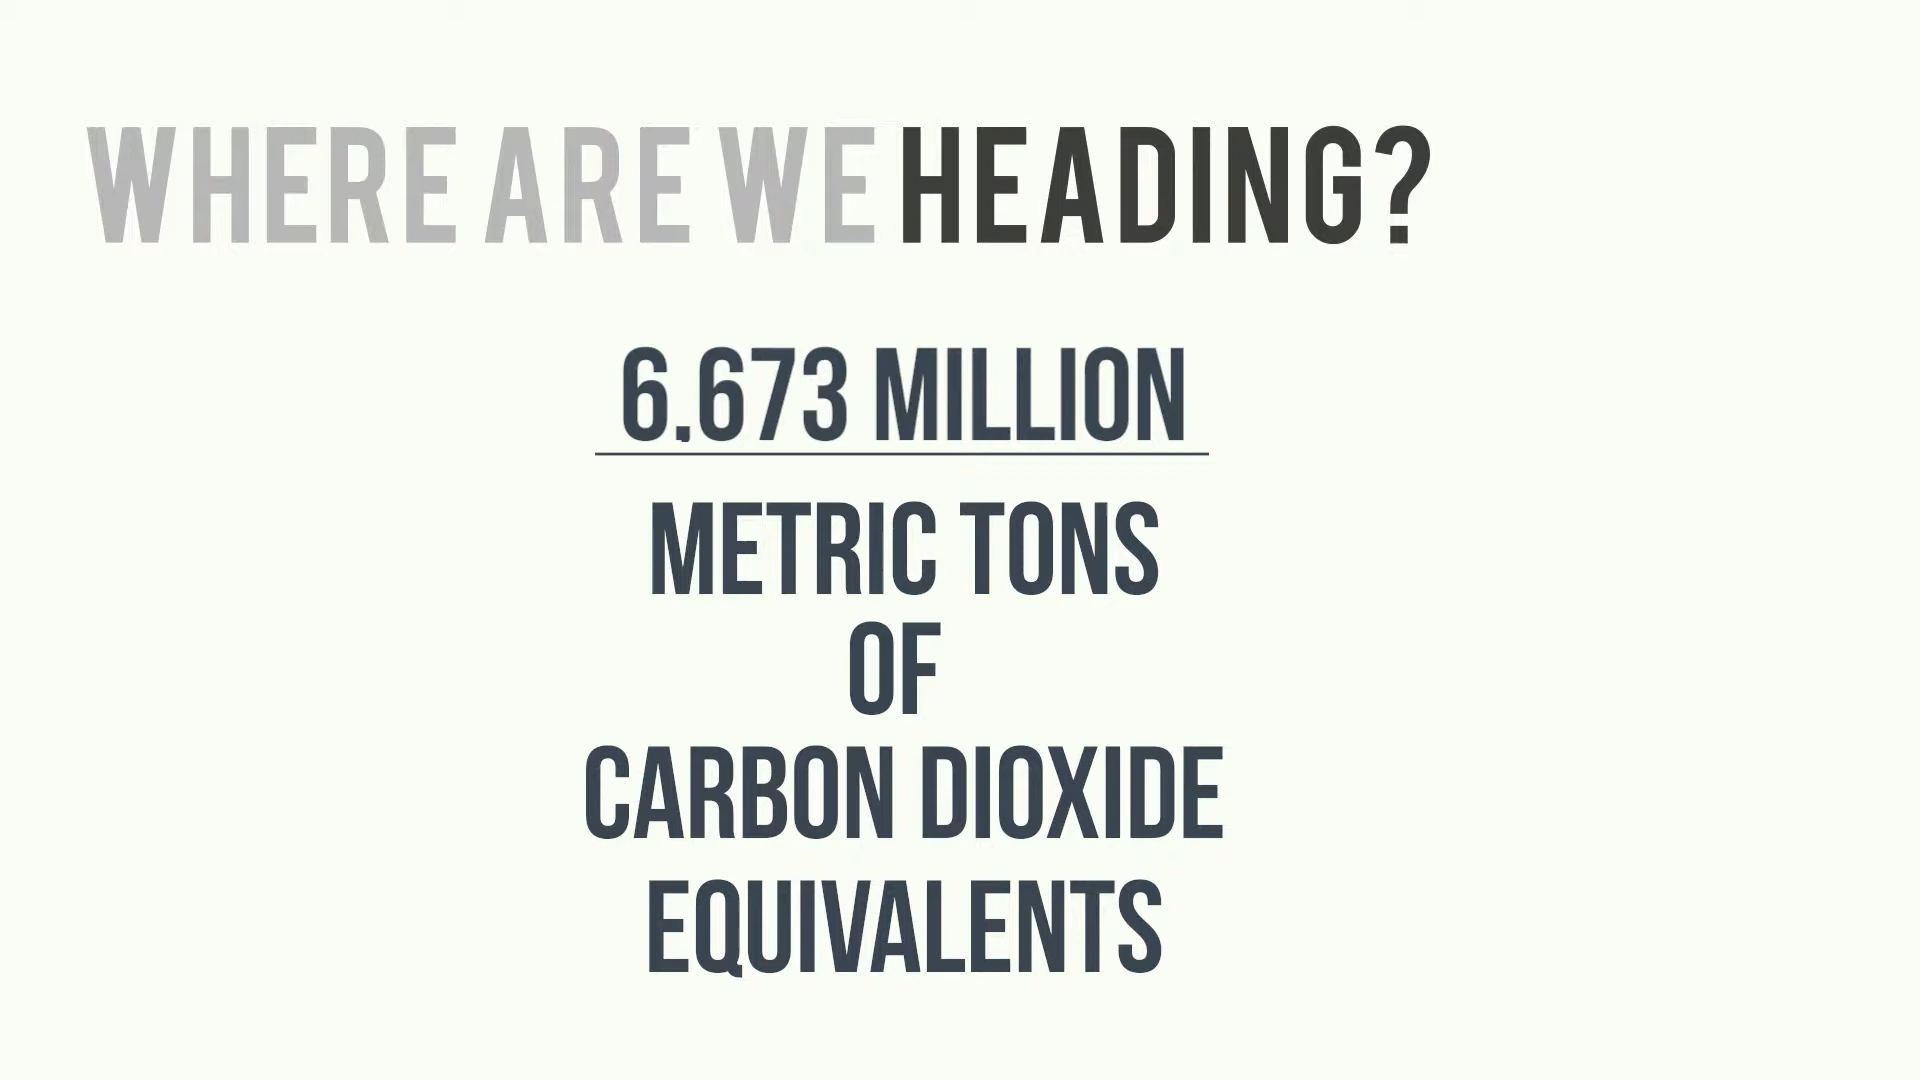 WHERE ARE WE HEADING?
6,673 MILLION
METRIC TONS
OF
CARBON DIOXIDE
EQUIVALENTS